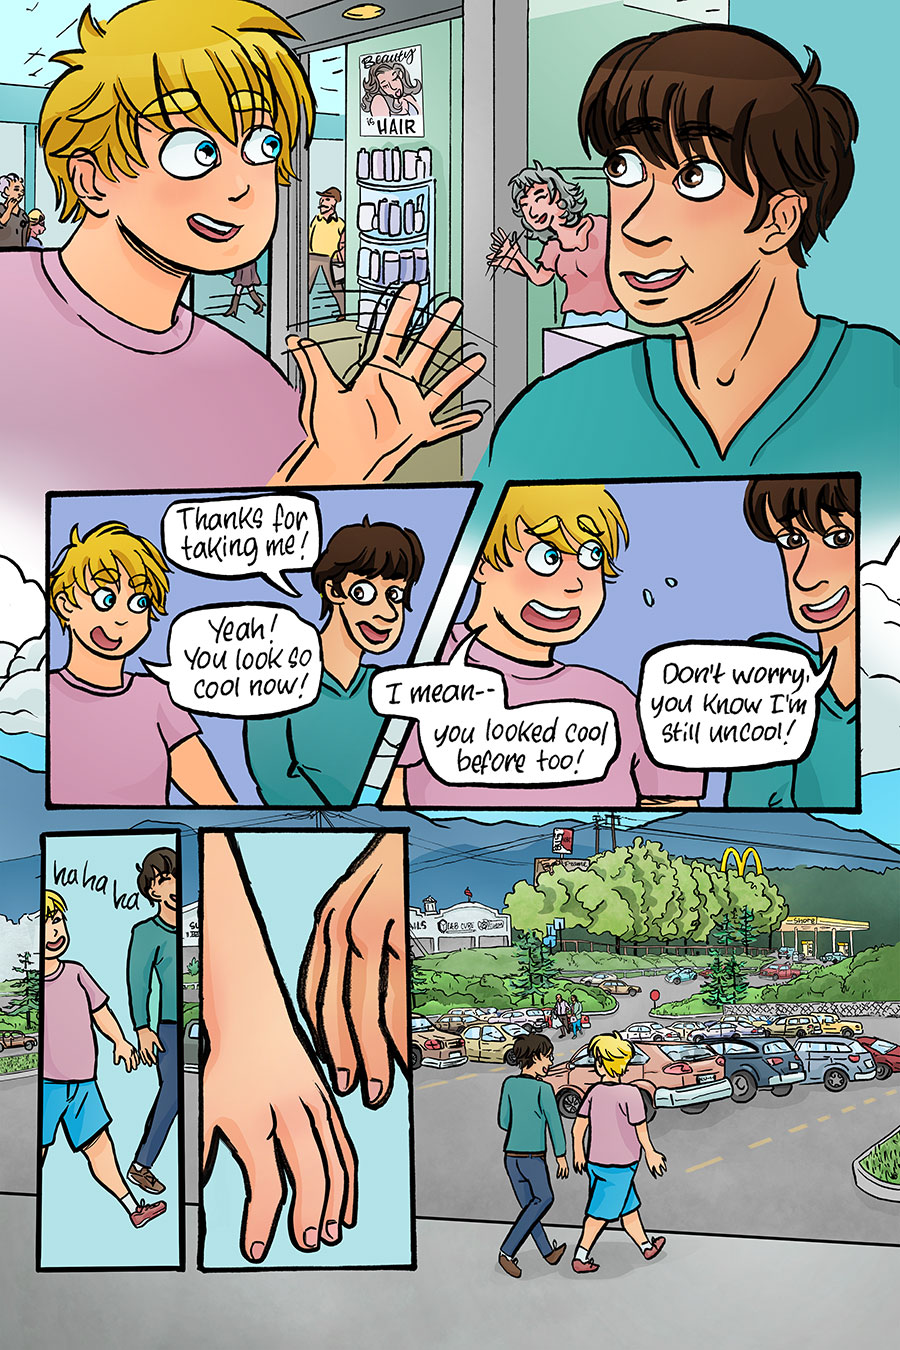 Beauty
is HAIR
Thanks for
taking me!
Yeah!
You look so
cool now!
I mean--
you looked cool
before too!
Don't worry,
you know I'm
still uncool!
ha ha ha